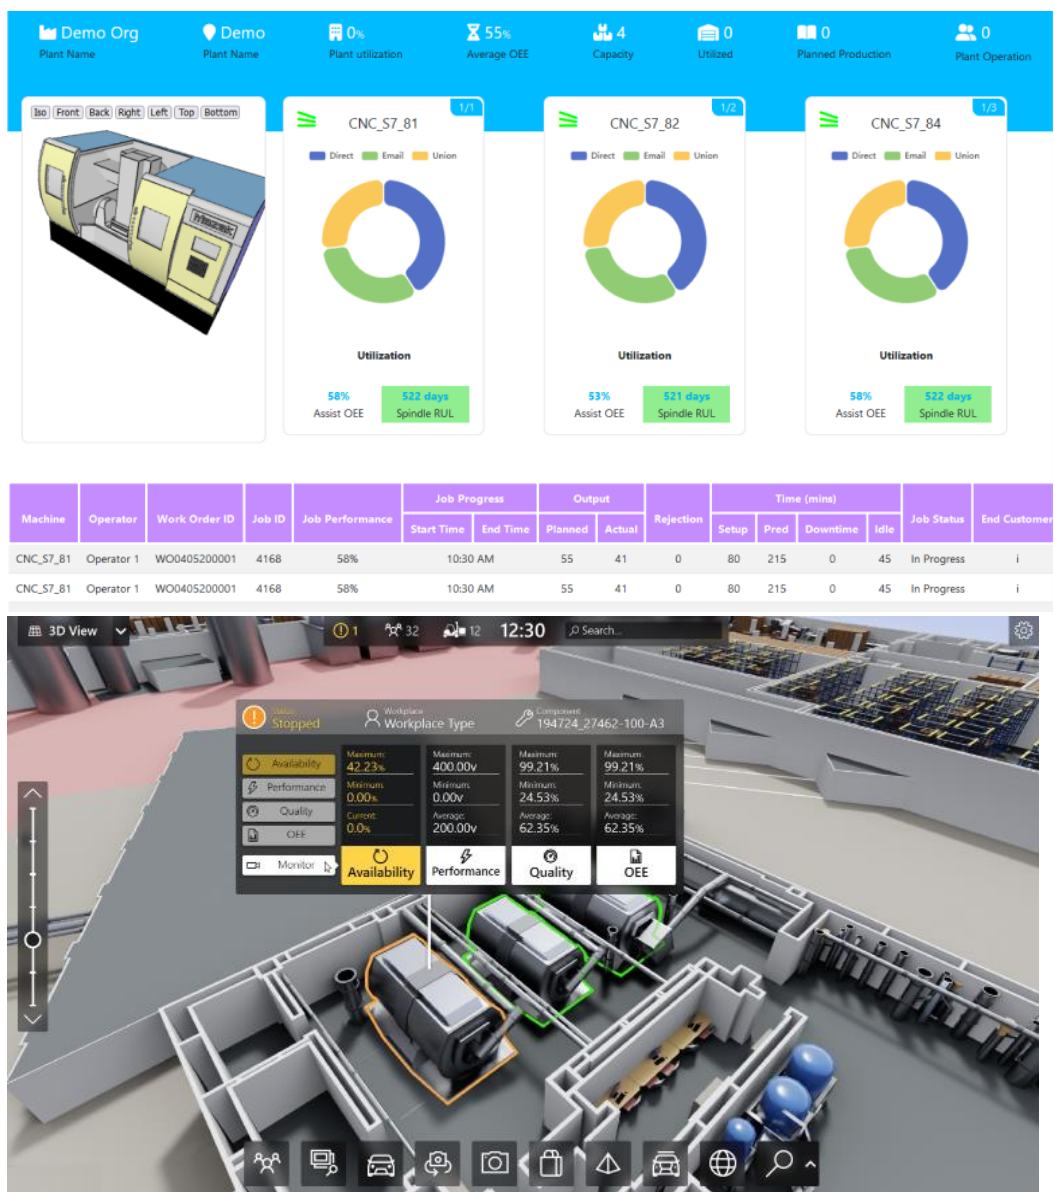 Demo Org Demo 0% 55% 4 0 0 0
Plant Name Plant Name Plant utilization Average OEE Capacity Utilized Planned Production Plant Operation
Iso Front Back Right Left Top Bottom
Mazak
1/1
CNC_S7_81
Direct Email Union
Utilization
58% 522 days
Assist OEE Spindle RUL
1/2
CNC_S7_82
Direct Email Union
Utilization
53% 521 days
Assist OEE Spindle RUL
1/3
CNC_S7_84
Direct Email Union
Utilization
58% 522 days
Assist OEE Spindle RUL
Job Progress Output Time (mins)
Machine Operator Work Order ID Job ID Job Performance Rejection Job Status End Customer
Start Time End Time Planned Actual Setup Pred Downtime Idle
CNC_S7_81 Operator 1 WO0405200001 4168 58% 10:30 AM 55 41 0 80 215 0 45 In Progress i
CNC_S7_81 Operator 1 WO0405200001 4168 58% 10:30 AM 55 41 0 80 215 0 45 In Progress i
3D View 1 32 12 12:30 Search...
Status Workplace Component
Stopped Workplace Type 194724_27462-100-A3
Availability
Performance
Quality
OEE
Monitor
Maximum: Maximum: Maximum: Maximum:
42.23% 400.00v 99.21% 99.21%
Minimum: Minimum: Minimum: Minimum:
0.00% 0.00v 24.53% 24.53%
Current: Average: Average: Average:
0.0% 200.00v 62.35% 62.35%
Availability Performance Quality OEE